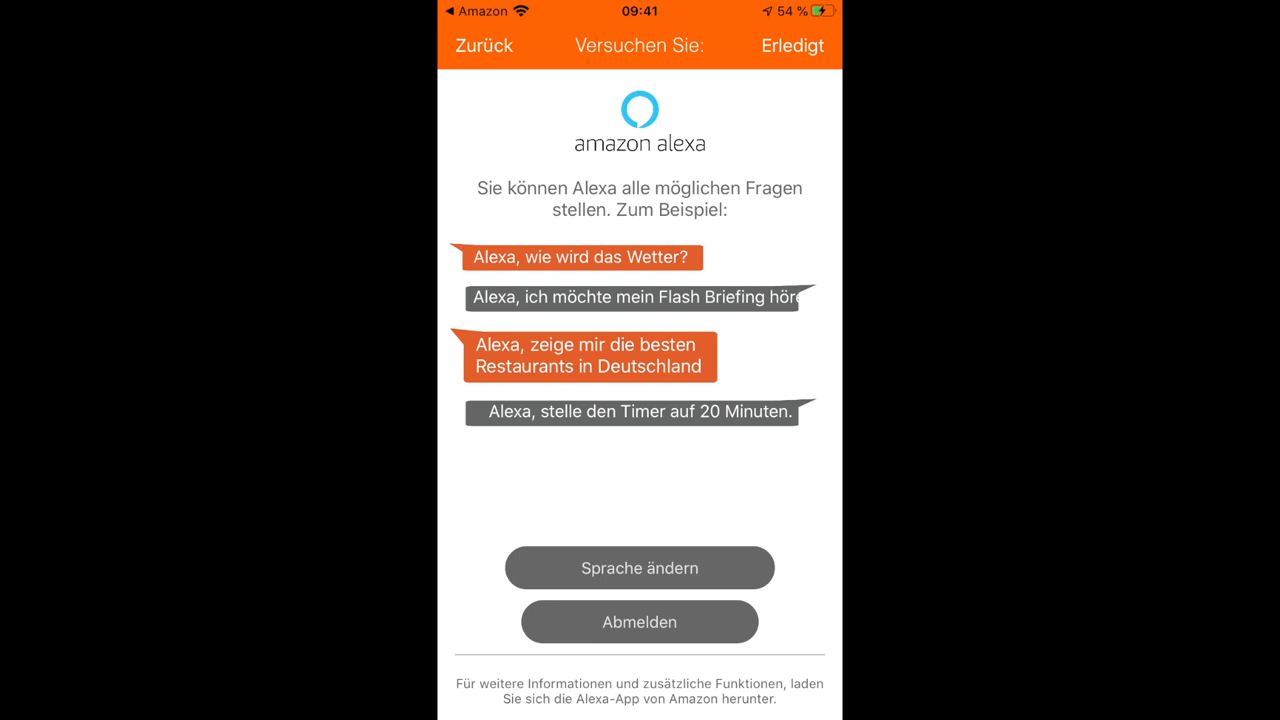 Amazon
09:41
54 %
Zurück
Versuchen Sie:
Erledigt
amazon alexa
Sie können Alexa alle möglichen Fragen
stellen. Zum Beispiel:
Alexa, wie wird das Wetter?
Alexa, ich möchte mein Flash Briefing höre
Alexa, zeige mir die besten
Restaurants in Deutschland
Alexa, stelle den Timer auf 20 Minuten.
Sprache ändern
Abmelden
Für weitere Informationen und zusätzliche Funktionen, laden
Sie sich die Alexa-App von Amazon herunter.